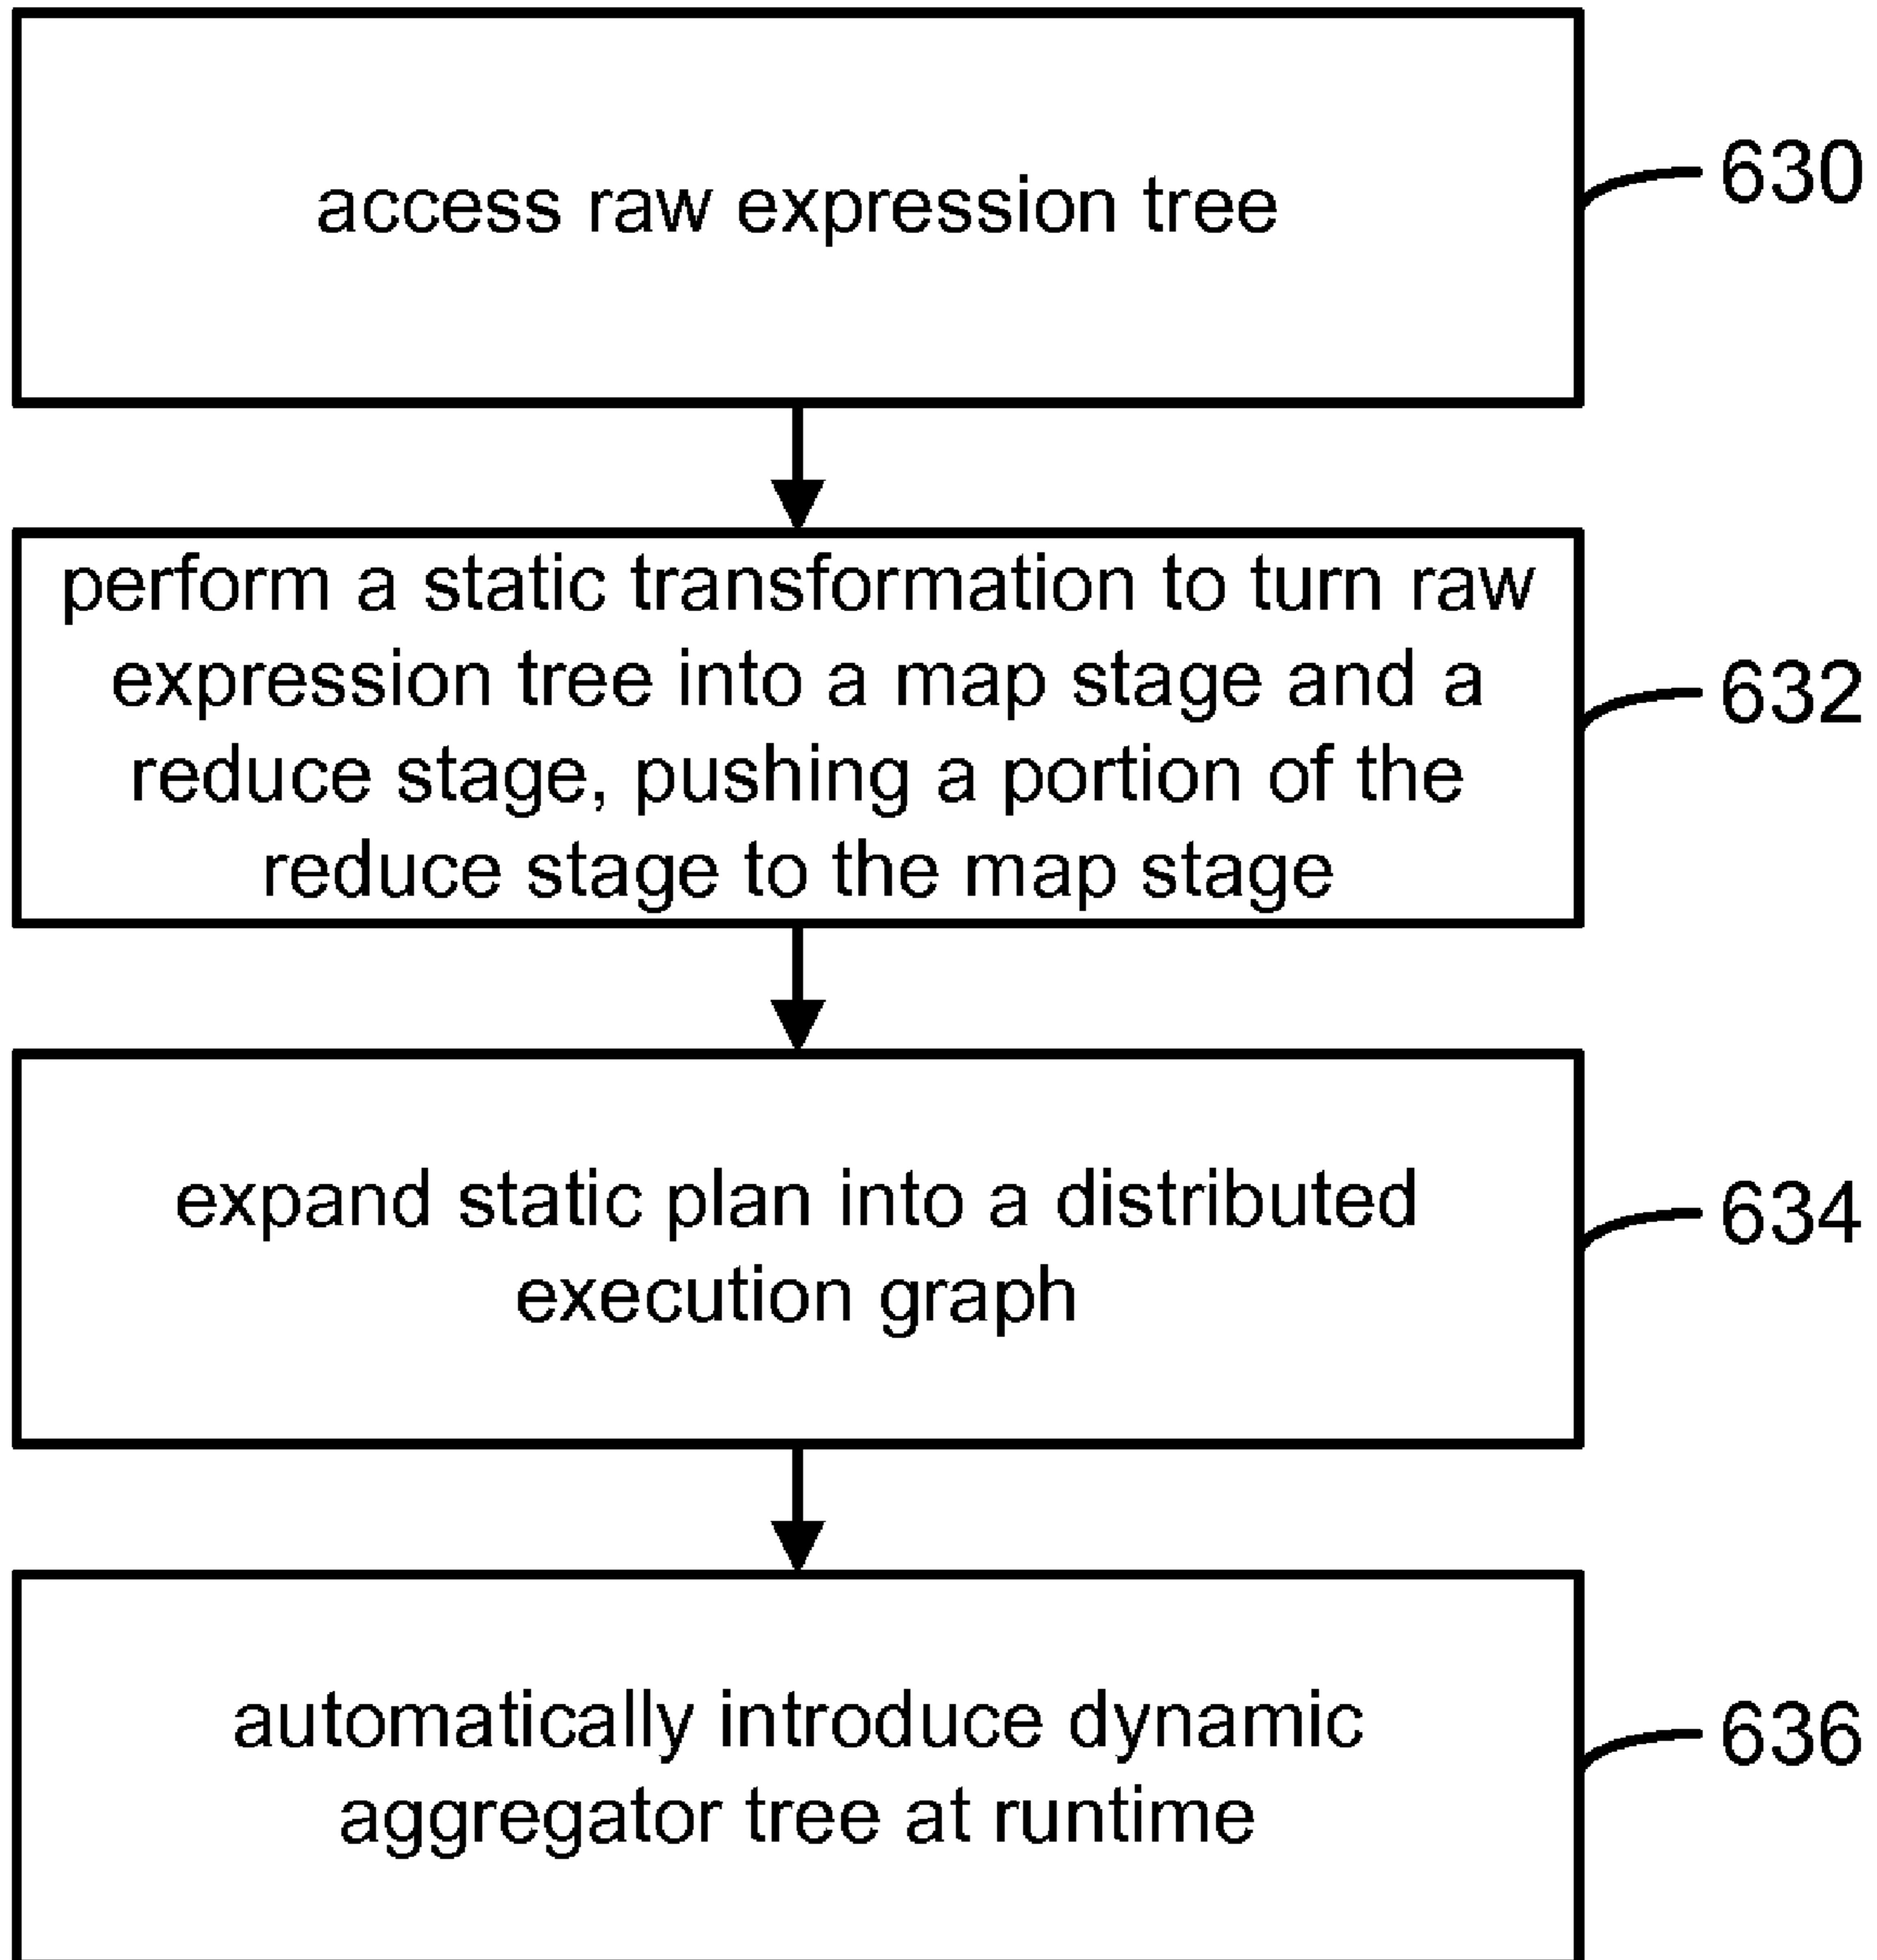 access raw expression tree
630
perform a static transformation to turn raw
expression tree into a map stage and a
reduce stage, pushing a portion of the
reduce stage to the map stage
632
expand static plan into a distributed
execution graph
634
automatically introduce dynamic
aggregator tree at runtime
636